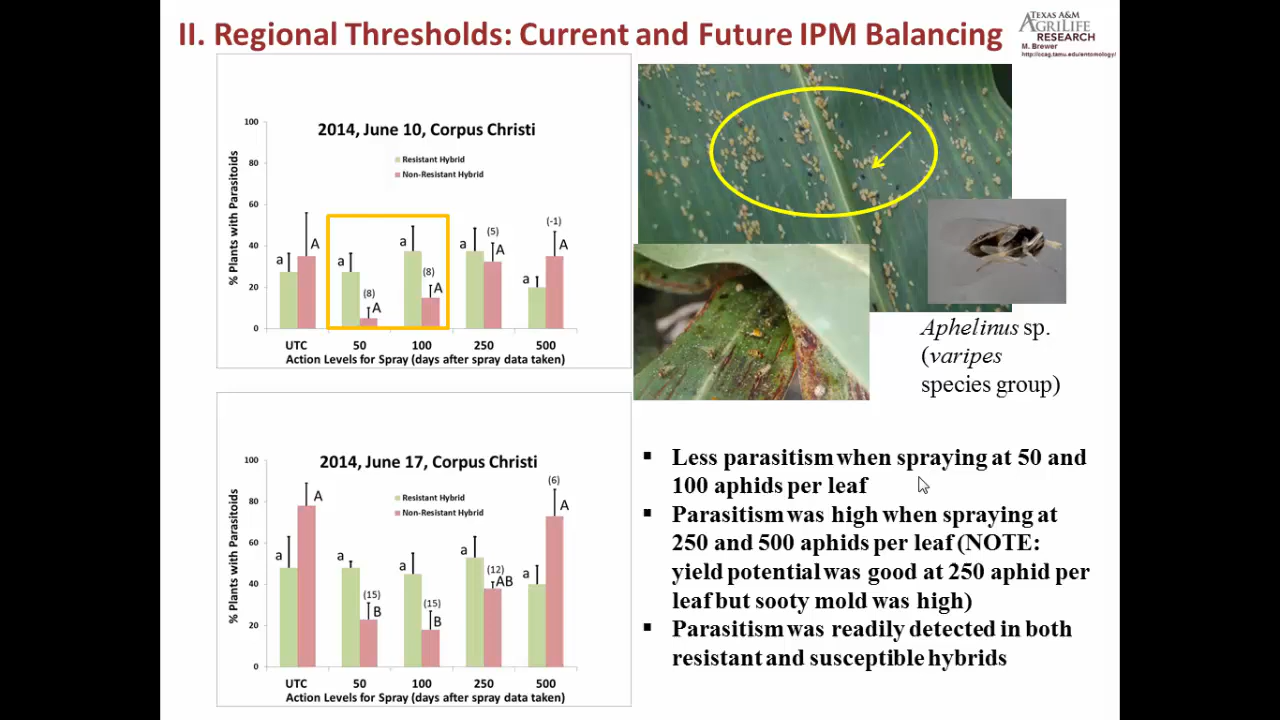 II. Regional Thresholds: Current and Future IPM Balancing
TEXAS A&M
AGRILIFE
RESEARCH
M. Brewer
http://ccag.tamu.edu/entomology/
2014, June 10, Corpus Christi
% Plants with Parasitoids
100
80
60
40
20
0
Resistant Hybrid
Non-Resistant Hybrid
a
A
a
(8)
A
a
(8)
A
a
(5)
A
a
(-1)
A
UTC 50 100 250 500
Action Levels for Spray (days after spray data taken)
Aphelinus sp.
(varipes
species group)
2014, June 17, Corpus Christi
% Plants with Parasitoids
100
80
60
40
20
0
Resistant Hybrid
Non-Resistant Hybrid
a
A
a
(15)
B
a
(15)
B
a
(12)
AB
a
(6)
A
UTC 50 100 250 500
Action Levels for Spray (days after spray data taken)
▪ Less parasitism when spraying at 50 and
100 aphids per leaf
▪ Parasitism was high when spraying at
250 and 500 aphids per leaf (NOTE:
yield potential was good at 250 aphid per
leaf but sooty mold was high)
▪ Parasitism was readily detected in both
resistant and susceptible hybrids